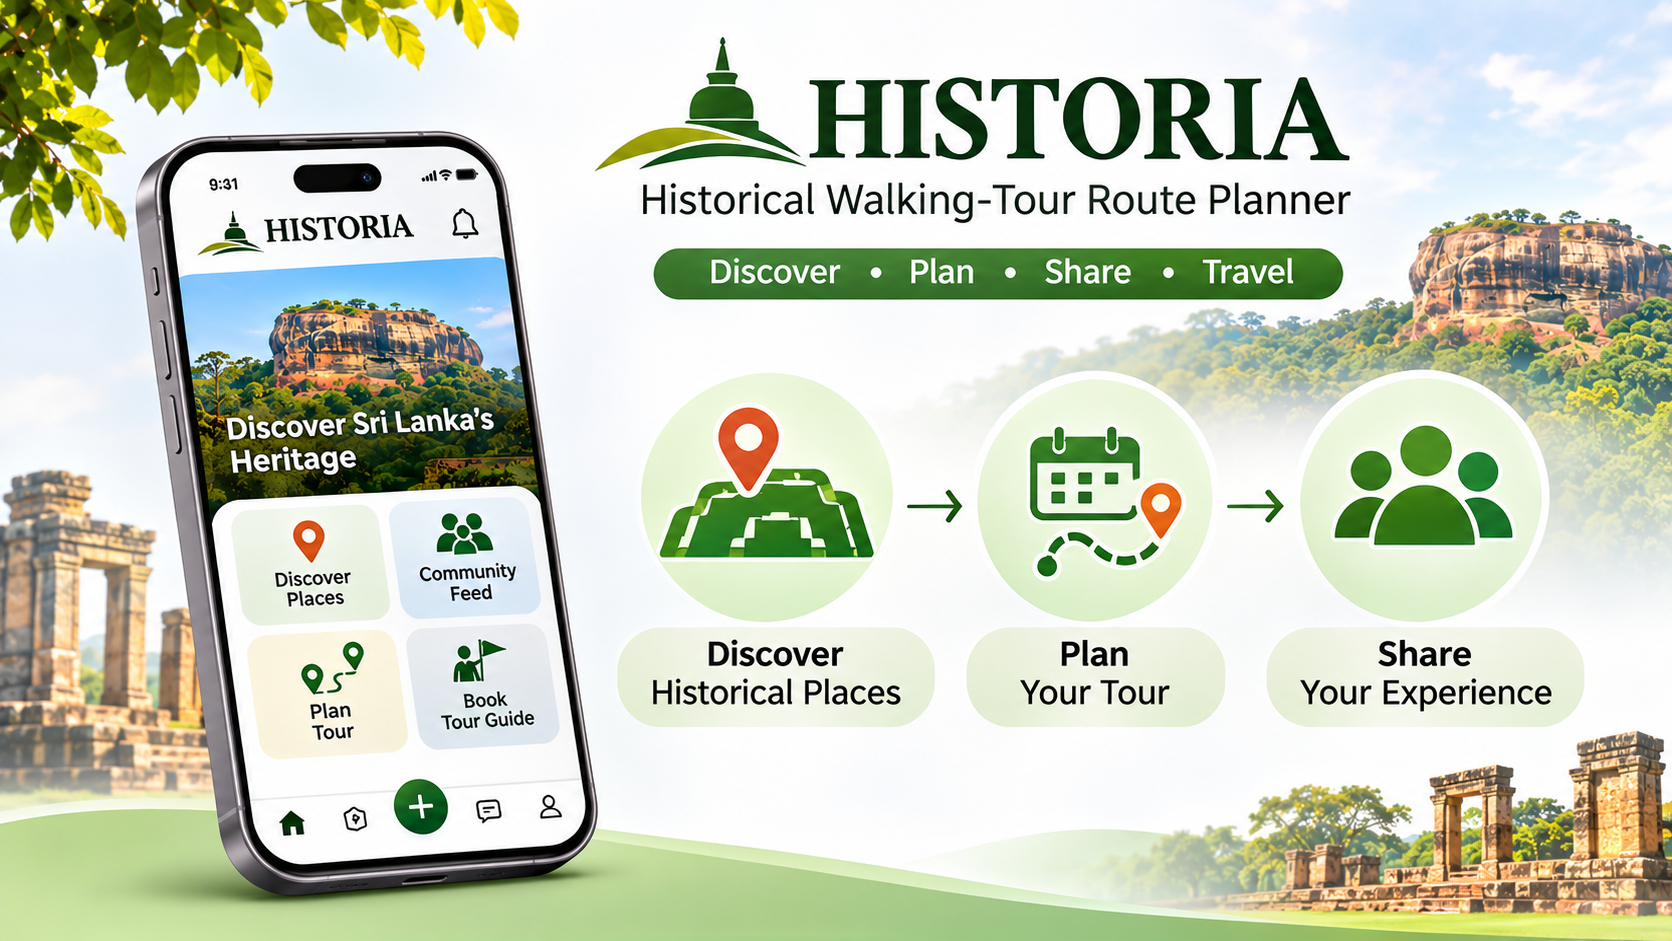 HISTORIA
Historical Walking-Tour Route Planner
Discover • Plan • Share • Travel
9:31
HISTORIA
Discover Sri Lanka's
Heritage
Discover
Places
Community
Feed
Plan
Tour
Book
Tour Guide
Discover
Historical Places
Plan
Your Tour
Share
Your Experience